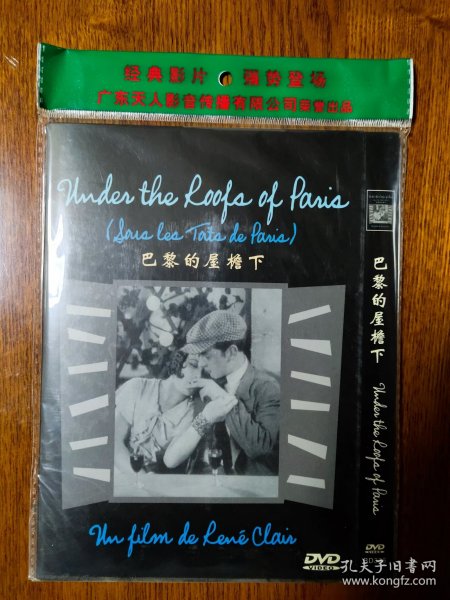 经典影片 强势登场
广东天人影音传播有限公司荣誉出品
Under the Roofs of Paris
(Sous les Toits de Paris)
巴黎的屋檐下
Un film de René Clair
DVD
VIDEO
巴黎的屋檐下
Under the Roofs of Paris
DVD
VIDEO
孔夫子旧书网
www.kongfz.com